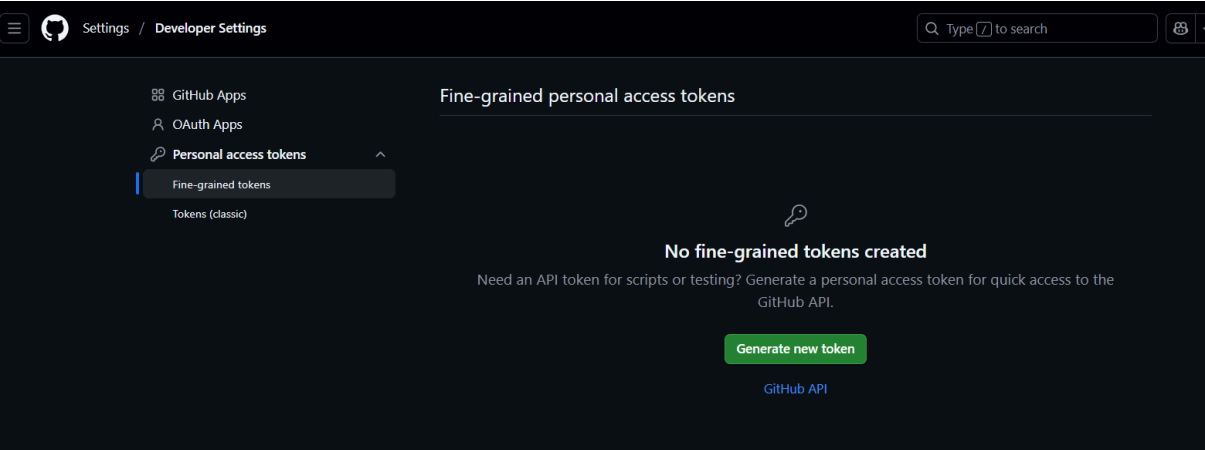 Settings / Developer Settings
Type / to search
GitHub Apps
OAuth Apps
Personal access tokens
Fine-grained tokens
Tokens (classic)
Fine-grained personal access tokens
No fine-grained tokens created
Need an API token for scripts or testing? Generate a personal access token for quick access to the
GitHub API.
Generate new token
GitHub API